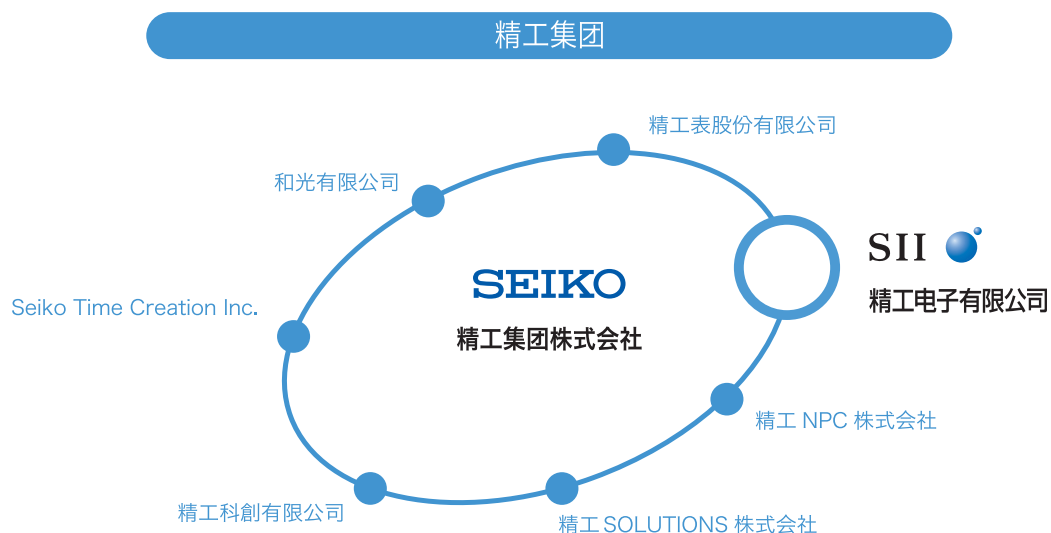 精工集团
精工表股份有限公司
和光有限公司
SII
精工电子有限公司
SEIKO
精工集团株式会社
Seiko Time Creation Inc.
精工 NPC 株式会社
精工科創有限公司
精工 SOLUTIONS 株式会社